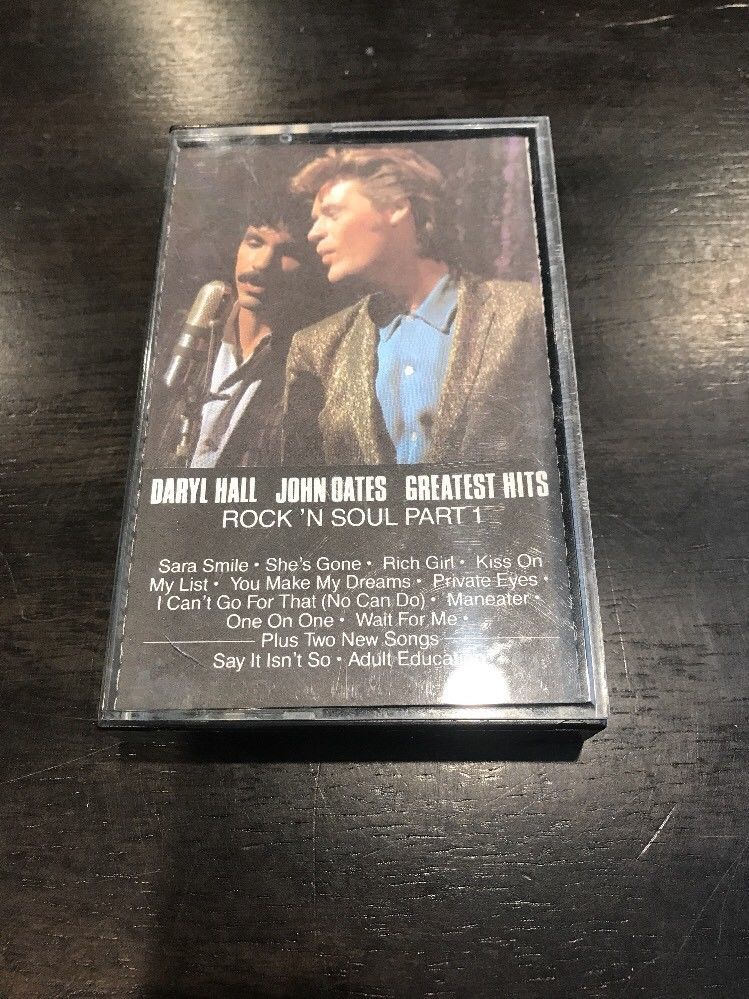 DARYL HALL JOHN OATES GREATEST HITS
ROCK 'N SOUL PART 1
Sara Smile • She's Gone • Rich Girl • Kiss On
My List • You Make My Dreams • Private Eyes •
I Can't Go For That (No Can Do) • Maneater •
One On One • Wait For Me •
Plus Two New Songs
Say It Isn't So • Adult Education